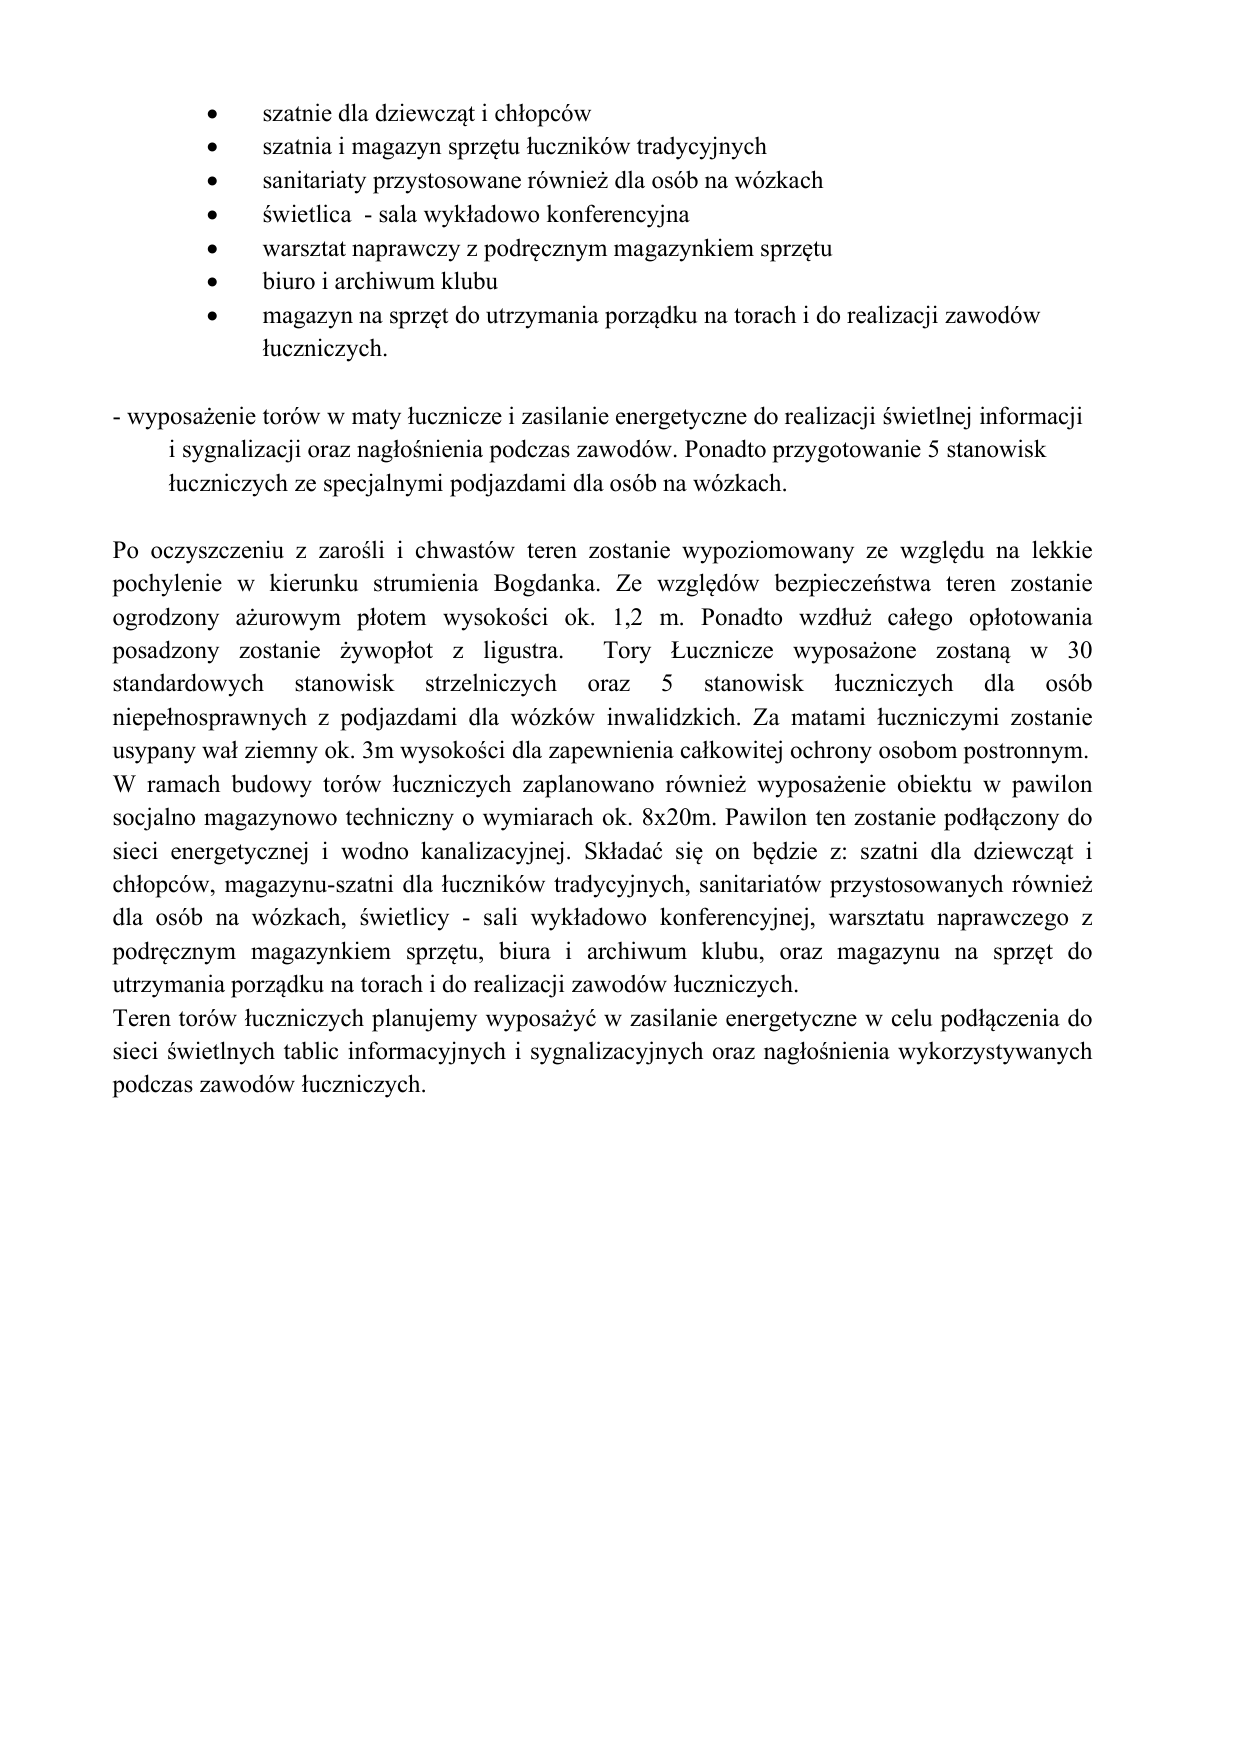 • szatnie dla dziewcząt i chłopców
• szatnia i magazyn sprzętu łuczników tradycyjnych
• sanitariaty przystosowane również dla osób na wózkach
• świetlica  - sala wykładowo konferencyjna
• warsztat naprawczy z podręcznym magazynkiem sprzętu
• biuro i archiwum klubu
• magazyn na sprzęt do utrzymania porządku na torach i do realizacji zawodów
łuczniczych.
- wyposażenie torów w maty łucznicze i zasilanie energetyczne do realizacji świetlnej informacji
i sygnalizacji oraz nagłośnienia podczas zawodów. Ponadto przygotowanie 5 stanowisk
łuczniczych ze specjalnymi podjazdami dla osób na wózkach.
Po oczyszczeniu z zarośli i chwastów teren zostanie wypoziomowany ze względu na lekkie
pochylenie w kierunku strumienia Bogdanka. Ze względów bezpieczeństwa teren zostanie
ogrodzony ażurowym płotem wysokości ok. 1,2 m. Ponadto wzdłuż całego opłotowania
posadzony zostanie żywopłot z ligustra.  Tory Łucznicze wyposażone zostaną w 30
standardowych stanowisk strzelniczych oraz 5 stanowisk łuczniczych dla osób
niepełnosprawnych z podjazdami dla wózków inwalidzkich. Za matami łuczniczymi zostanie
usypany wał ziemny ok. 3m wysokości dla zapewnienia całkowitej ochrony osobom postronnym.
W ramach budowy torów łuczniczych zaplanowano również wyposażenie obiektu w pawilon
socjalno magazynowo techniczny o wymiarach ok. 8x20m. Pawilon ten zostanie podłączony do
sieci energetycznej i wodno kanalizacyjnej. Składać się on będzie z: szatni dla dziewcząt i
chłopców, magazynu-szatni dla łuczników tradycyjnych, sanitariatów przystosowanych również
dla osób na wózkach, świetlicy - sali wykładowo konferencyjnej, warsztatu naprawczego z
podręcznym magazynkiem sprzętu, biura i archiwum klubu, oraz magazynu na sprzęt do
utrzymania porządku na torach i do realizacji zawodów łuczniczych.
Teren torów łuczniczych planujemy wyposażyć w zasilanie energetyczne w celu podłączenia do
sieci świetlnych tablic informacyjnych i sygnalizacyjnych oraz nagłośnienia wykorzystywanych
podczas zawodów łuczniczych.